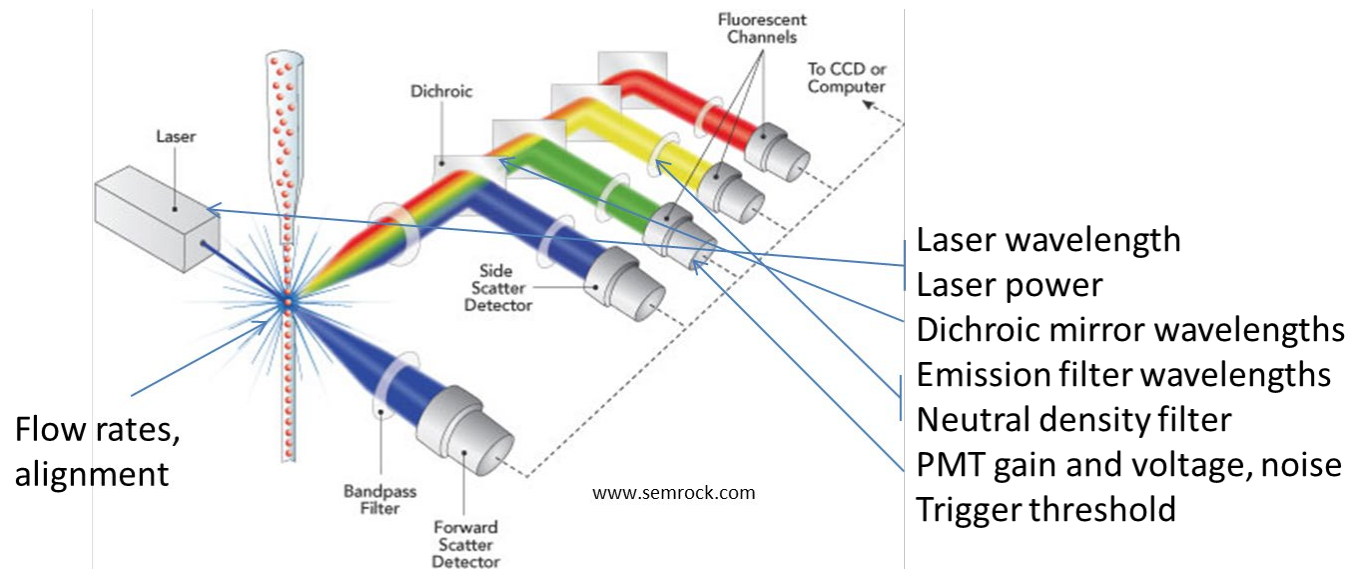 Fluorescent
Channels
To CCD or
Computer
Dichroic
Laser
Side
Scatter
Detector
Laser wavelength
Laser power
Dichroic mirror wavelengths
Emission filter wavelengths
Neutral density filter
PMT gain and voltage, noise
Trigger threshold
Flow rates,
alignment
Bandpass
Filter
www.semrock.com
Forward
Scatter
Detector